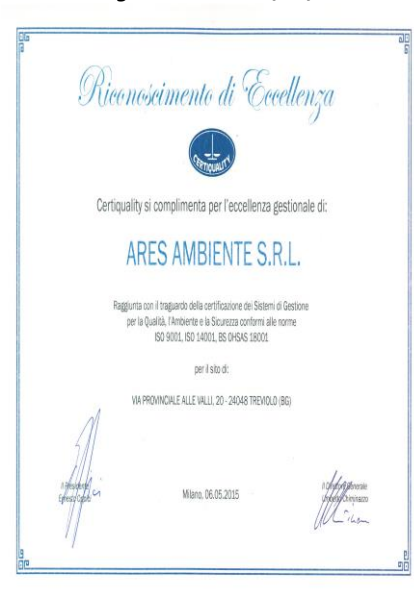 Riconoscimento di Eccellenza
CERTIQUALITY
Certiquality si complimenta per l'eccellenza gestionale di:
ARES AMBIENTE S.R.L.
Raggiunta con il traguardo della certificazione dei Sistemi di Gestione
per la Qualità, l'Ambiente e la Sicurezza conformi alle norme
ISO 9001, ISO 14001, BS OHSAS 18001
per il sito di:
VIA PROVINCIALE ALLE VALLI, 20 - 24048 TREVIOLO (BG)
Il Presidente
Ernesto
Milano, 06.05.2015
Il Direttore Generale
Umberto Chiminazzo